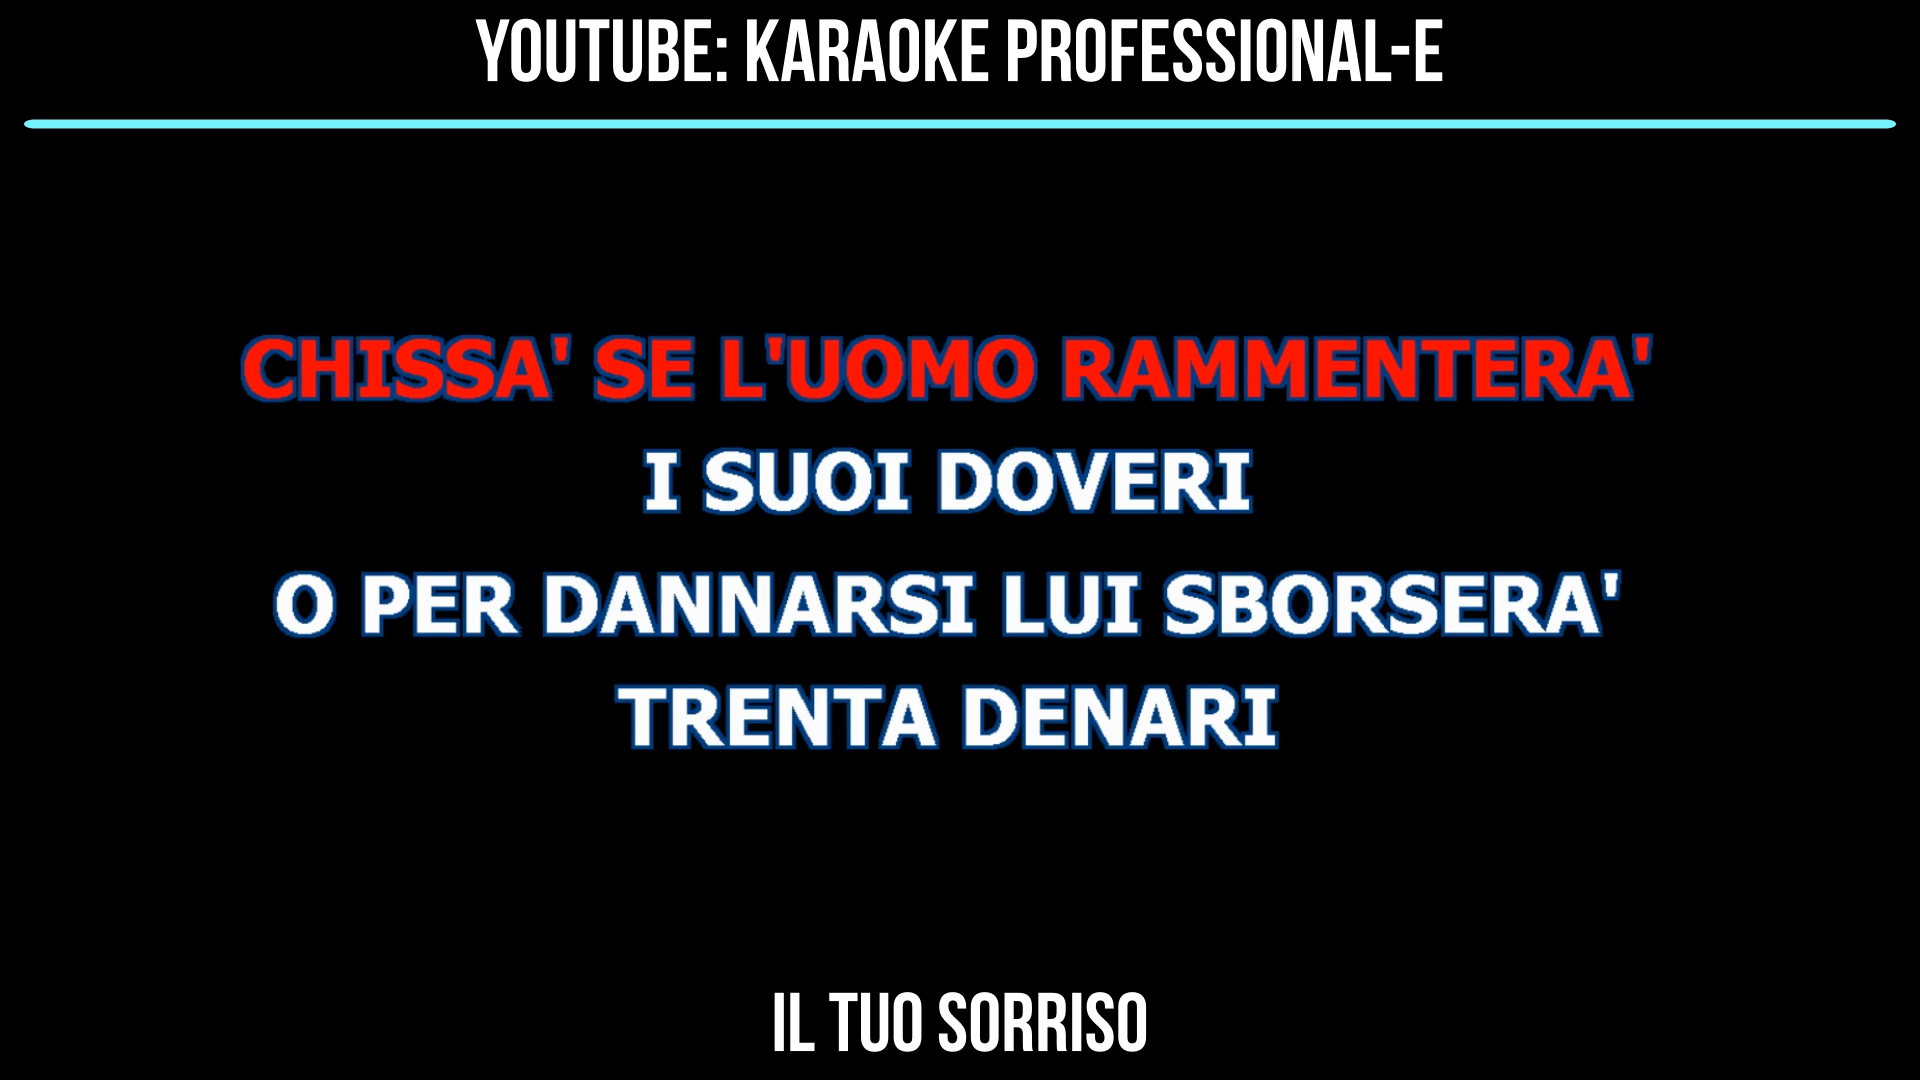 YOUTUBE: KARAOKE PROFESSIONAL-E
CHISSA' SE L'UOMO RAMMENTERA'
I SUOI DOVERI
O PER DANNARSI LUI SBORSERA'
TRENTA DENARI
IL TUO SORRISO